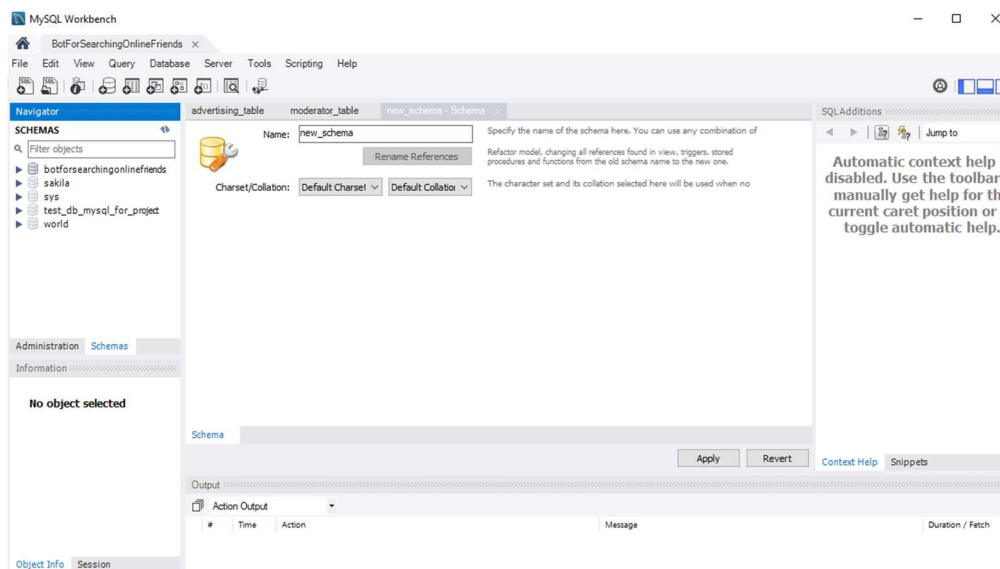 MySQL Workbench
BotForSearchingOnlineFriends
File Edit View Query Database Server Tools Scripting Help
Navigator
SCHEMAS
Filter objects
botforsearchingonlinefriends
sakila
sys
test_db_mysql_for_project
world
Administration Schemas
Information
No object selected
Object Info Session
advertising_table moderator_table new_schema - Schema
Name: new_schema
Specify the name of the schema here. You can use any combination of
Rename References
Refactor model, changing all references found in view, triggers, stored
procedures and functions from the old schema name to the new one.
Charset/Collation: Default Charset Default Collation
The character set and its collation selected here will be used when no
Schema
Apply Revert
SQLAdditions
Jump to
Automatic context help
disabled. Use the toolbar
manually get help for th
current caret position or
toggle automatic help.
Context Help Snippets
Output
Action Output
# Time Action Message Duration / Fetch